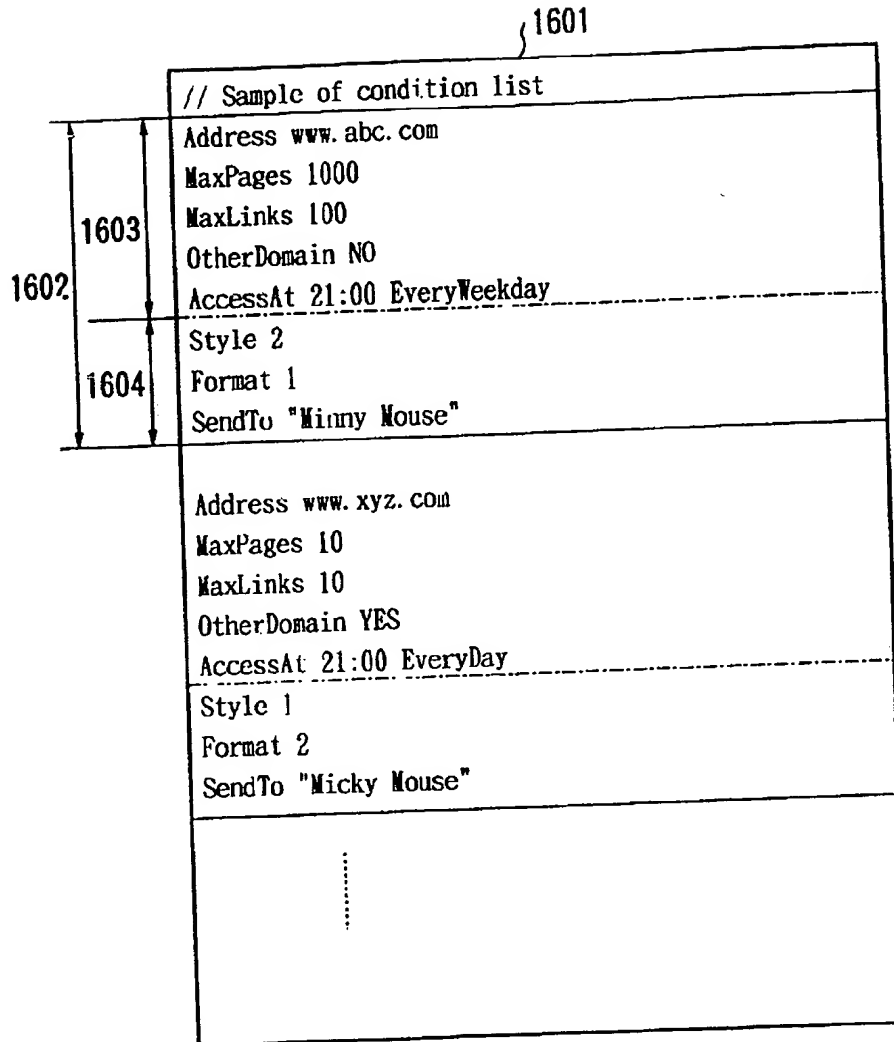 1601
// Sample of condition list
Address www.abc.com
MaxPages 1000
MaxLinks 100
1603
OtherDomain NO
1602
AccessAt 21:00 EveryWeekday
Style 2
1604
Format 1
SendTo "Minny Mouse"
Address www.xyz.com
MaxPages 10
MaxLinks 10
OtherDomain YES
AccessAt 21:00 EveryDay
Style 1
Format 2
SendTo "Micky Mouse"